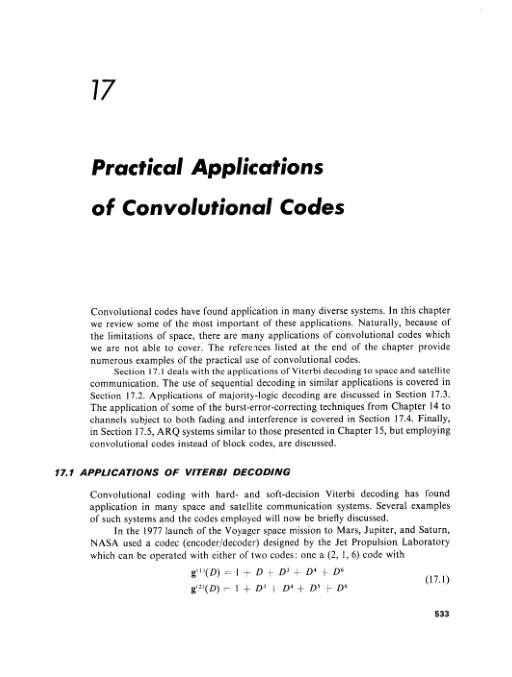 17
Practical Applications
of Convolutional Codes
Convolutional codes have found application in many diverse systems. In this chapter
we review some of the most important of these applications. Naturally, because of
the limitations of space, there are many applications of convolutional codes which
we are not able to cover. The references listed at the end of the chapter provide
numerous examples of the practical use of convolutional codes.
Section 17.1 deals with the applications of Viterbi decoding to space and satellite
communication. The use of sequential decoding in similar applications is covered in
Section 17.2. Applications of majority-logic decoding are discussed in Section 17.3.
The application of some of the burst-error-correcting techniques from Chapter 14 to
channels subject to both fading and interference is covered in Section 17.4. Finally,
in Section 17.5, ARQ systems similar to those presented in Chapter 15, but employing
convolutional codes instead of block codes, are discussed.
17.1 APPLICATIONS OF VITERBI DECODING
Convolutional coding with hard- and soft-decision Viterbi decoding has found
application in many space and satellite communication systems. Several examples
of such systems and the codes employed will now be briefly discussed.
In the 1977 launch of the Voyager space mission to Mars, Jupiter, and Saturn,
NASA used a codec (encoder/decoder) designed by the Jet Propulsion Laboratory
which can be operated with either of two codes: one a (2, 1, 6) code with
g⁽¹⁾(D) = 1 + D + D³ + D⁴ + D⁶
g⁽²⁾(D) = 1 + D³ + D⁴ + D⁵ + D⁶
(17.1)
533